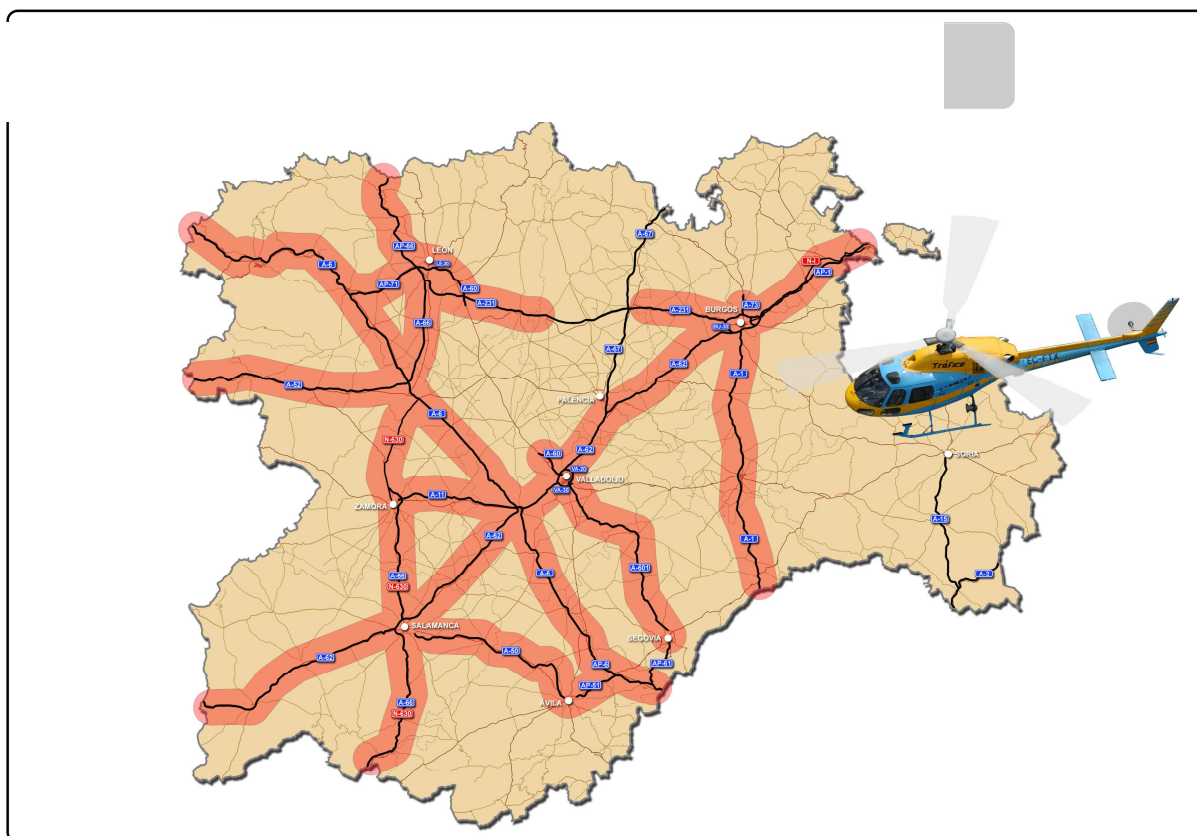 A-67
AP-66
LEÓN
LE-30
N-I
A-6
AP-1
AP-71
A-60
A-231
A-73
A-231
BURGOS
A-66
BU-30
A-67
A-62
Tráfico
EC-FTX
A-1
A-52
PALENCIA
A-6
N-630
A-62
A-60
SORIA
VA-20
VALLADOLID
VA-30
A-11
ZAMORA
A-15
A-62
A-1
A-601
A-6
A-66
N-630
A-2
SALAMANCA
SEGOVIA
A-50
A-62
AP-6
AP-61
AP-51
ÁVILA
A-66
N-630